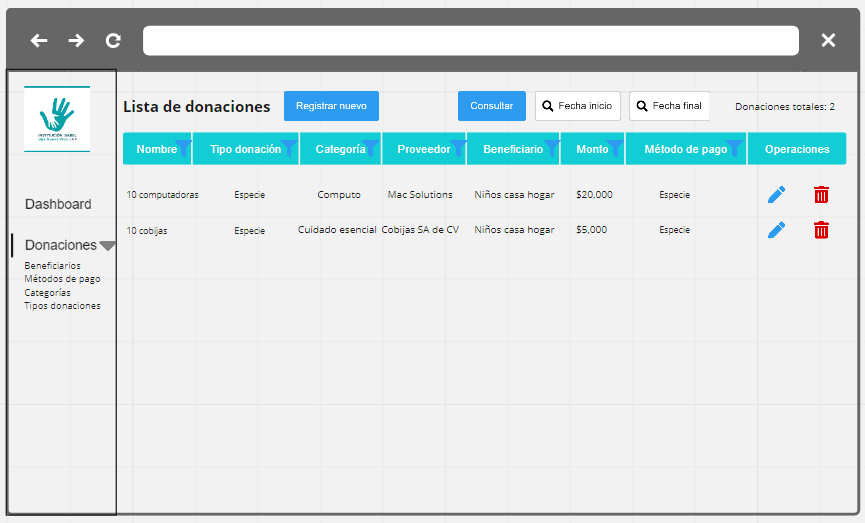 INSTITUCIÓN ISABEL
Lista de donaciones
Registrar nuevo
Consultar
Fecha inicio
Fecha final
Donaciones totales: 2
Nombre Tipo donación Categoría Proveedor Beneficiario Monto Método de pago Operaciones
10 computadoras Especie Computo Mac Solutions Niños casa hogar $20,000 Especie
10 cobijas Especie Cuidado esencial Cobijas SA de CV Niños casa hogar $5,000 Especie
Dashboard
Donaciones
Beneficiarios
Métodos de pago
Categorías
Tipos donaciones